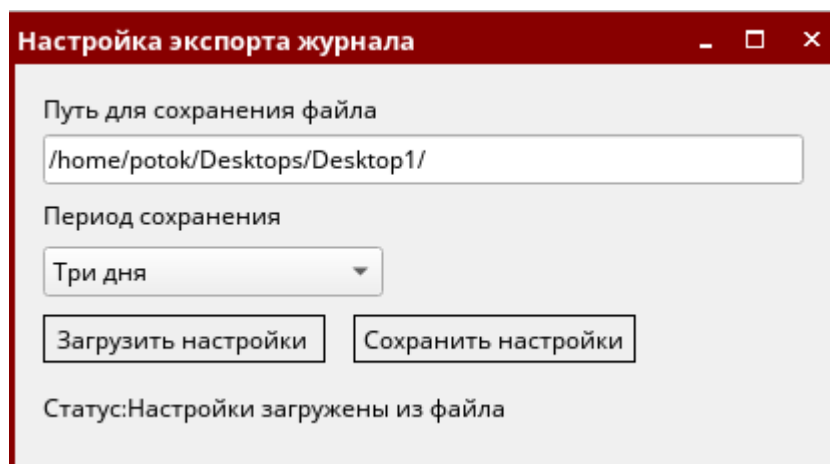 Настройка экспорта журнала
Путь для сохранения файла
/home/potok/Desktops/Desktop1/
Период сохранения
Три дня
Загрузить настройки Сохранить настройки
Статус:Настройки загружены из файла